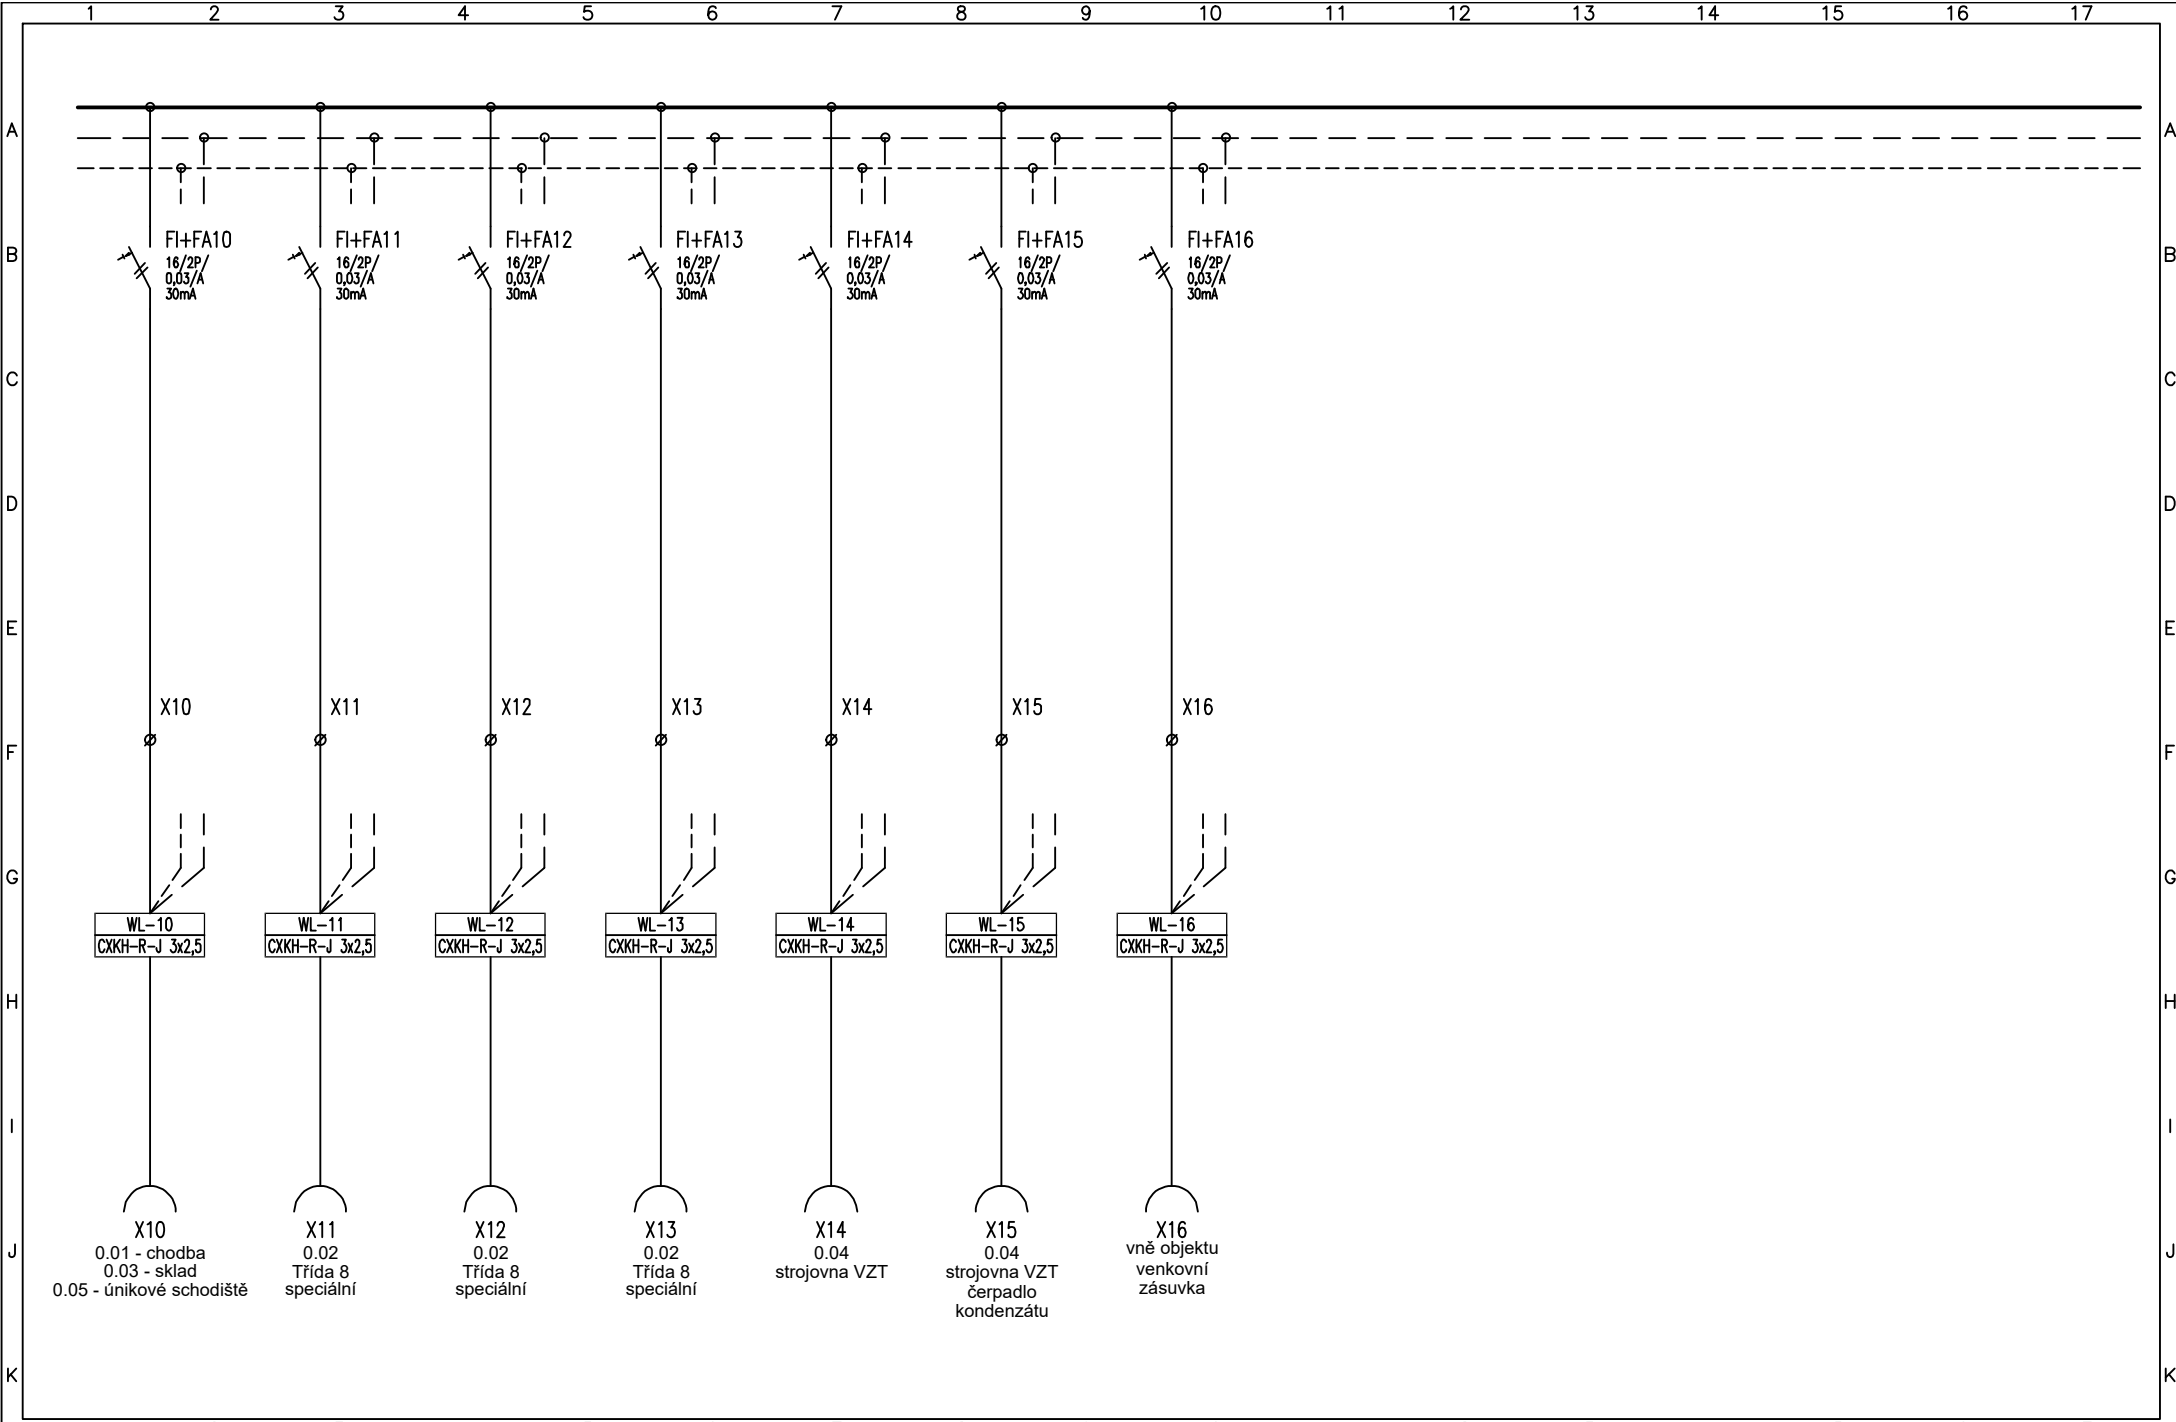 1 2 3 4 5 6 7 8 9 10 11 12 13 14 15 16 17
A A
FI+FA10 FI+FA11 FI+FA12 FI+FA13 FI+FA14 FI+FA15 FI+FA16
B B
16/2P/ 16/2P/ 16/2P/ 16/2P/ 16/2P/ 16/2P/ 16/2P/
0,03/A 0,03/A 0,03/A 0,03/A 0,03/A 0,03/A 0,03/A
30mA 30mA 30mA 30mA 30mA 30mA 30mA
C C
D D
E E
X10 X11 X12 X13 X14 X15 X16
F F
G G
WL-10 WL-11 WL-12 WL-13 WL-14 WL-15 WL-16
CXKH-R-J 3x2,5 CXKH-R-J 3x2,5 CXKH-R-J 3x2,5 CXKH-R-J 3x2,5 CXKH-R-J 3x2,5 CXKH-R-J 3x2,5 CXKH-R-J 3x2,5
H H
I I
J J
X10
0.01 - chodba
0.03 - sklad
0.05 - únikové schodiště
X11
0.02
Třída 8
speciální
X12
0.02
Třída 8
speciální
X13
0.02
Třída 8
speciální
X14
0.04
strojovna VZT
X15
0.04
strojovna VZT
čerpadlo
kondenzátu
X16
vně objektu
venkovní
zásuvka
K K